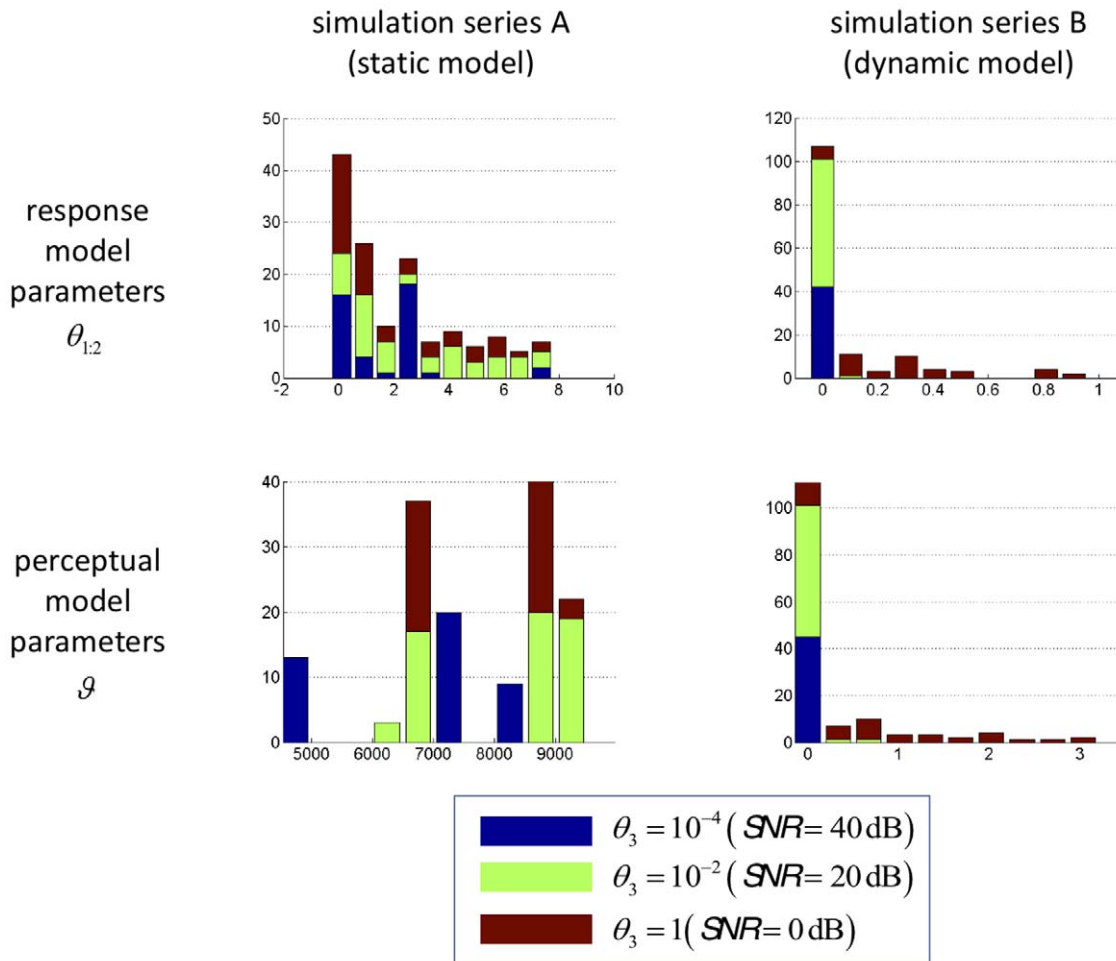 simulation series A
(static model)
simulation series B
(dynamic model)
response
model
parameters
θ1:2
50
40
30
20
10
0
-2 0 2 4 6 8 10
120
100
80
60
40
20
0
0 0.2 0.4 0.6 0.8 1
perceptual
model
parameters
ϑ
40
30
20
10
0
5000 6000 7000 8000 9000
100
80
60
40
20
0
0 1 2 3
θ3 = 10−4 (SNR = 40 dB)
θ3 = 10−2 (SNR = 20 dB)
θ3 = 1(SNR = 0 dB)